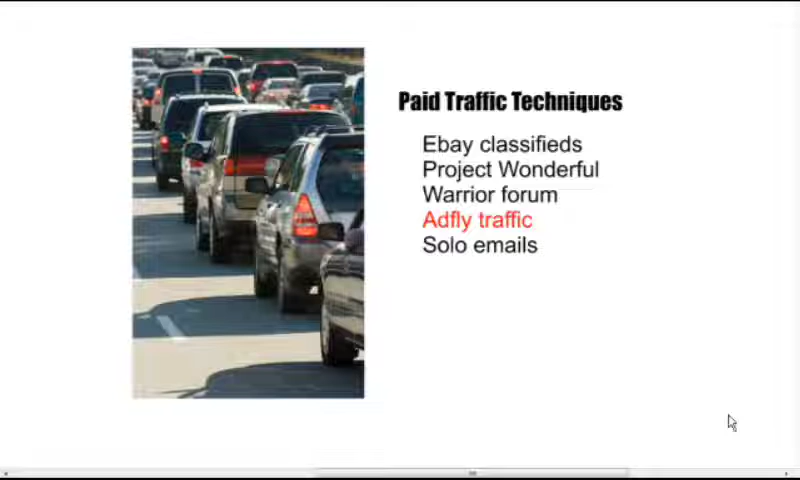 Paid Traffic Techniques
Ebay classifieds
Project Wonderful
Warrior forum
Adfly traffic
Solo emails